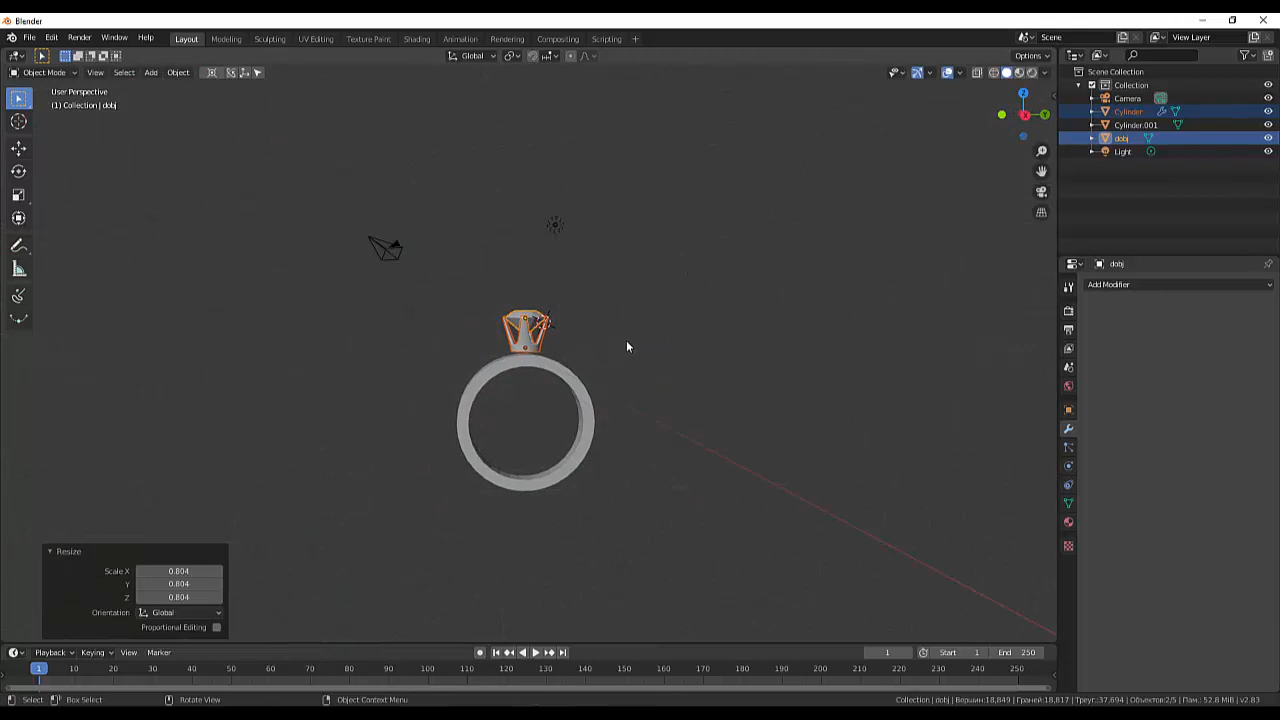 Blender
File Edit Render Window Help
Layout Modeling Sculpting UV Editing Texture Paint Shading Animation Rendering Compositing Scripting +
Scene View Layer
Global Options
Object Mode View Select Add Object
User Perspective
(1) Collection | dobj
Z
X
Y
Scene Collection
Collection
Camera
Cylinder
Cylinder.001
dobj
Light
dobj
Add Modifier
Resize
Scale X 0.804
Y 0.804
Z 0.804
Orientation Global
Proportional Editing
Playback Keying View Marker 1 Start 1 End 250
1 10 20 30 40 50 60 70 80 90 100 110 120 130 140 150 160 170 180 190 200 210 220 230 240 250
Select Box Select Rotate View Object Context Menu Collection | dobj | Вершин:18,849 | Граней:18,817 | Треуг.:37,694 | Объектов:2/5 | Пам.: 52.8 MiB | v2.83